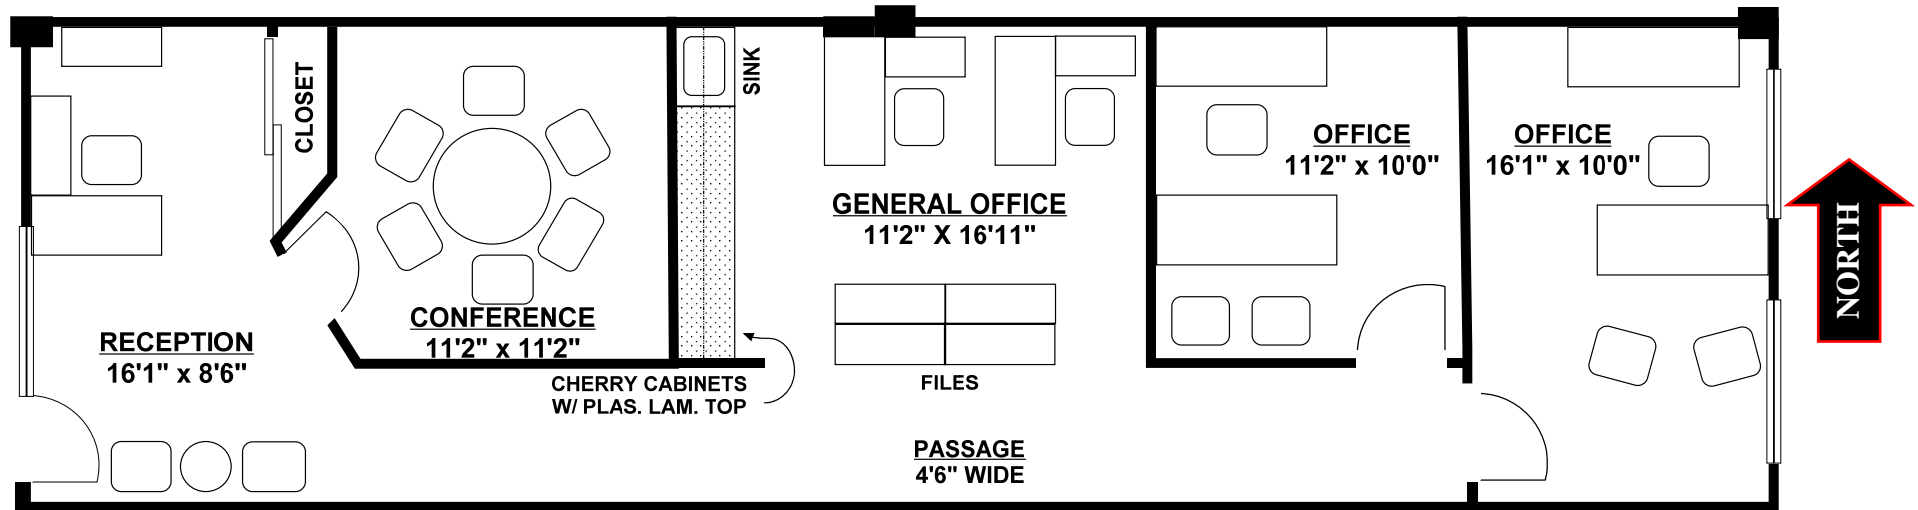 CLOSET
SINK
OFFICE
11'2" x 10'0"
OFFICE
16'1" x 10'0"
GENERAL OFFICE
11'2" X 16'11"
NORTH
CONFERENCE
11'2" x 11'2"
RECEPTION
16'1" x 8'6"
CHERRY CABINETS
W/ PLAS. LAM. TOP
FILES
PASSAGE
4'6" WIDE